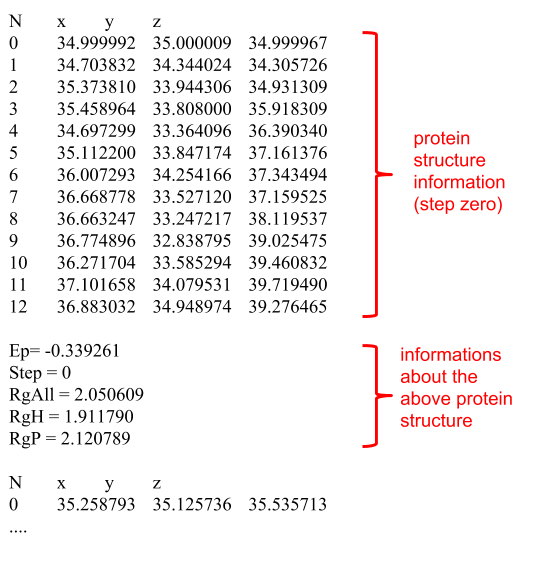 N x y z
0 34.999992 35.000009 34.999967
1 34.703832 34.344024 34.305726
2 35.373810 33.944306 34.931309
3 35.458964 33.808000 35.918309
4 34.697299 33.364096 36.390340
5 35.112200 33.847174 37.161376
6 36.007293 34.254166 37.343494
7 36.668778 33.527120 37.159525
8 36.663247 33.247217 38.119537
9 36.774896 32.838795 39.025475
10 36.271704 33.585294 39.460832
11 37.101658 34.079531 39.719490
12 36.883032 34.948974 39.276465
protein
structure
information
(step zero)
Ep= -0.339261
Step = 0
RgAll = 2.050609
RgH = 1.911790
RgP = 2.120789
informations
about the
above protein
structure
N x y z
0 35.258793 35.125736 35.535713
....